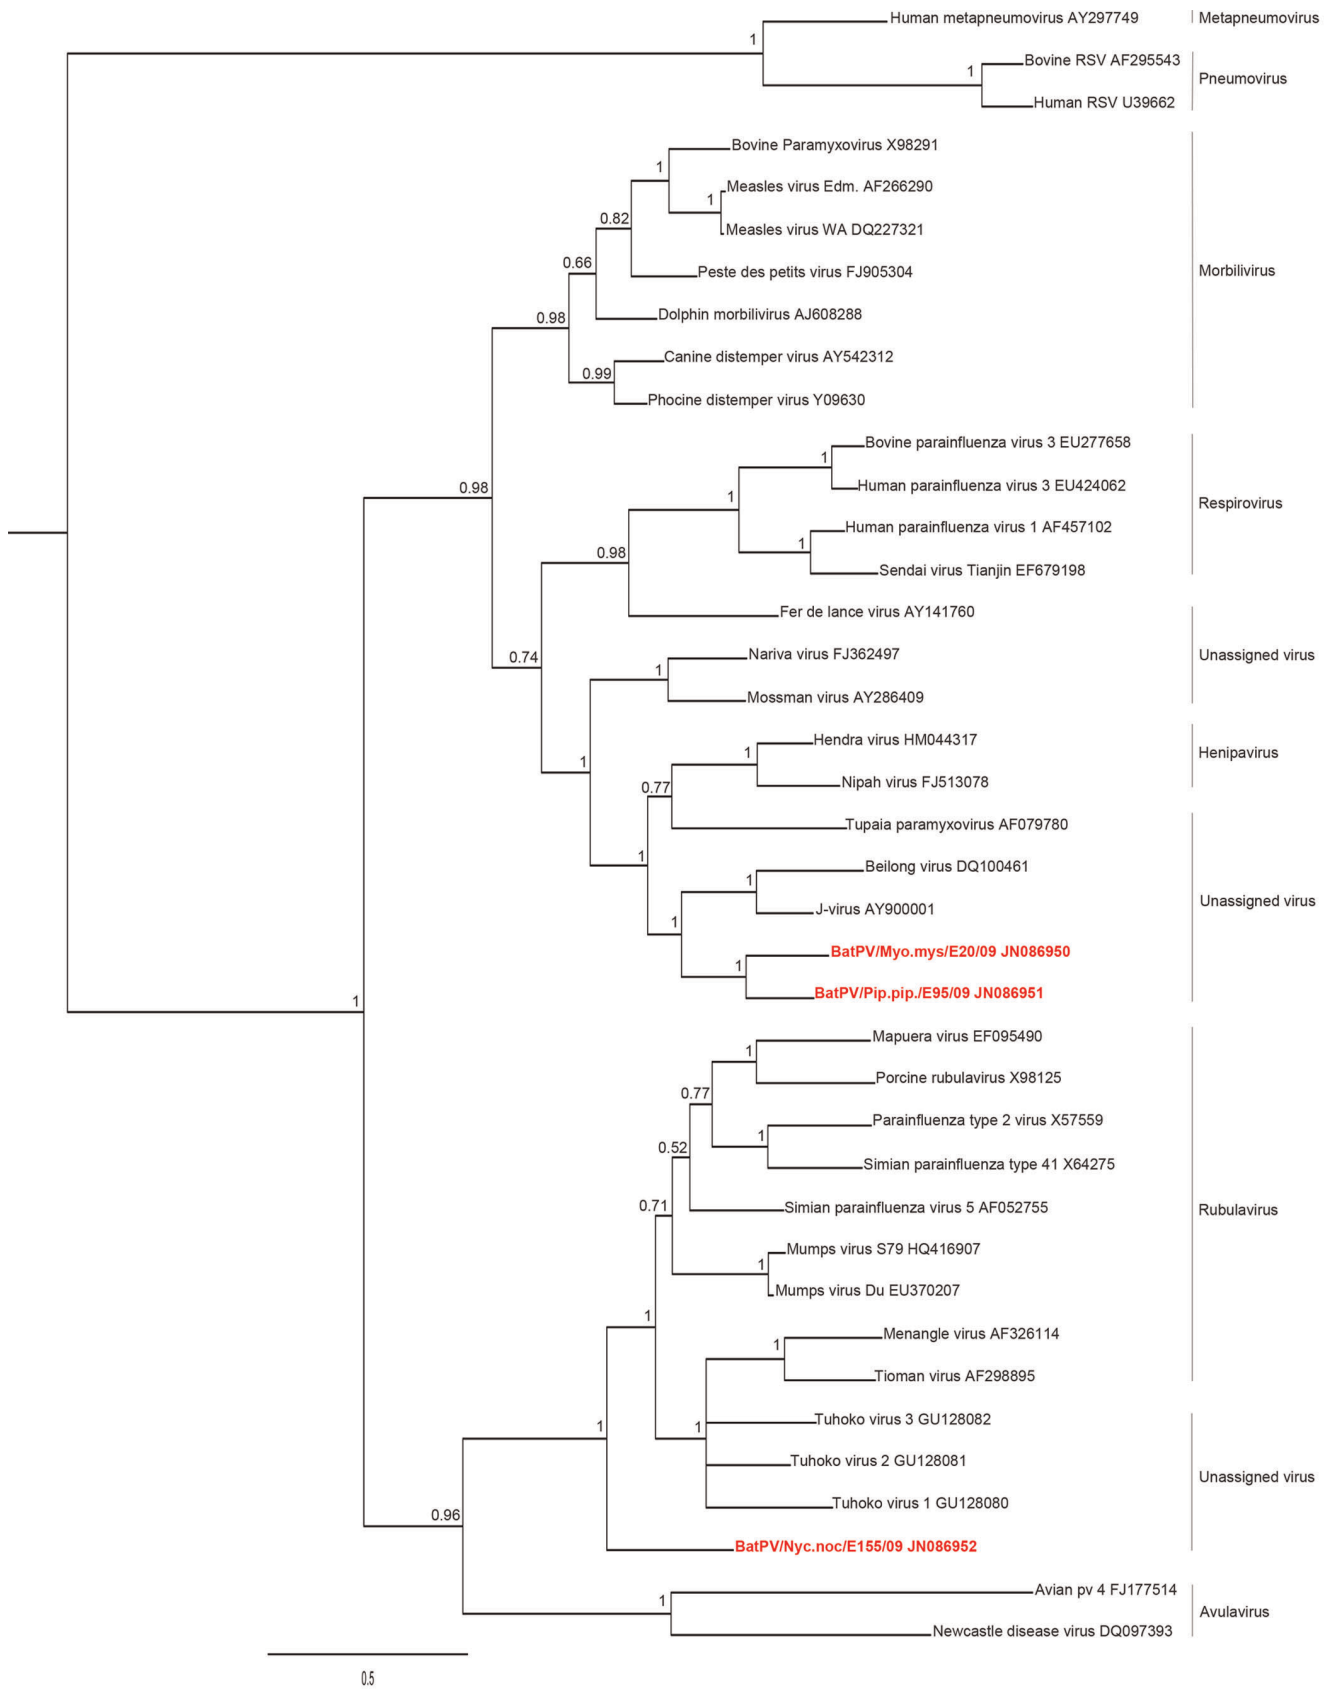 Human metapneumovirus AY297749
Metapneumovirus
1
Bovine RSV AF295543
1
Pneumovirus
Human RSV U39662
Bovine Paramyxovirus X98291
1
Measles virus Edm. AF266290
1
0.82
Measles virus WA DQ227321
0.66
Peste des petits virus FJ905304
Morbilivirus
0.98
Dolphin morbilivirus AJ608288
Canine distemper virus AY542312
0.99
Phocine distemper virus Y09630
Bovine parainfluenza virus 3 EU277658
1
0.98
Human parainfluenza virus 3 EU424062
1
Respirovirus
Human parainfluenza virus 1 AF457102
1
0.98
Sendai virus Tianjin EF679198
Fer de lance virus AY141760
0.74
Nariva virus FJ362497
Unassigned virus
1
Mossman virus AY286409
Hendra virus HM044317
1
Henipavirus
1
0.77
Nipah virus FJ513078
Tupaia paramyxovirus AF079780
1
Beilong virus DQ100461
1
Unassigned virus
J-virus AY900001
1
BatPV/Myo.mys/E20/09 JN086950
1
BatPV/Pip.pip./E95/09 JN086951
1
Mapuera virus EF095490
1
Porcine rubulavirus X98125
0.77
Parainfluenza type 2 virus X57559
1
0.52
Simian parainfluenza type 41 X64275
0.71
Simian parainfluenza virus 5 AF052755
Rubulavirus
Mumps virus S79 HQ416907
1
Mumps virus Du EU370207
1
Menangle virus AF326114
1
Tioman virus AF298895
1
1
Tuhoko virus 3 GU128082
Tuhoko virus 2 GU128081
Unassigned virus
Tuhoko virus 1 GU128080
0.96
BatPV/Nyc.noc/E155/09 JN086952
Avian pv 4 FJ177514
1
Avulavirus
Newcastle disease virus DQ097393
0.5